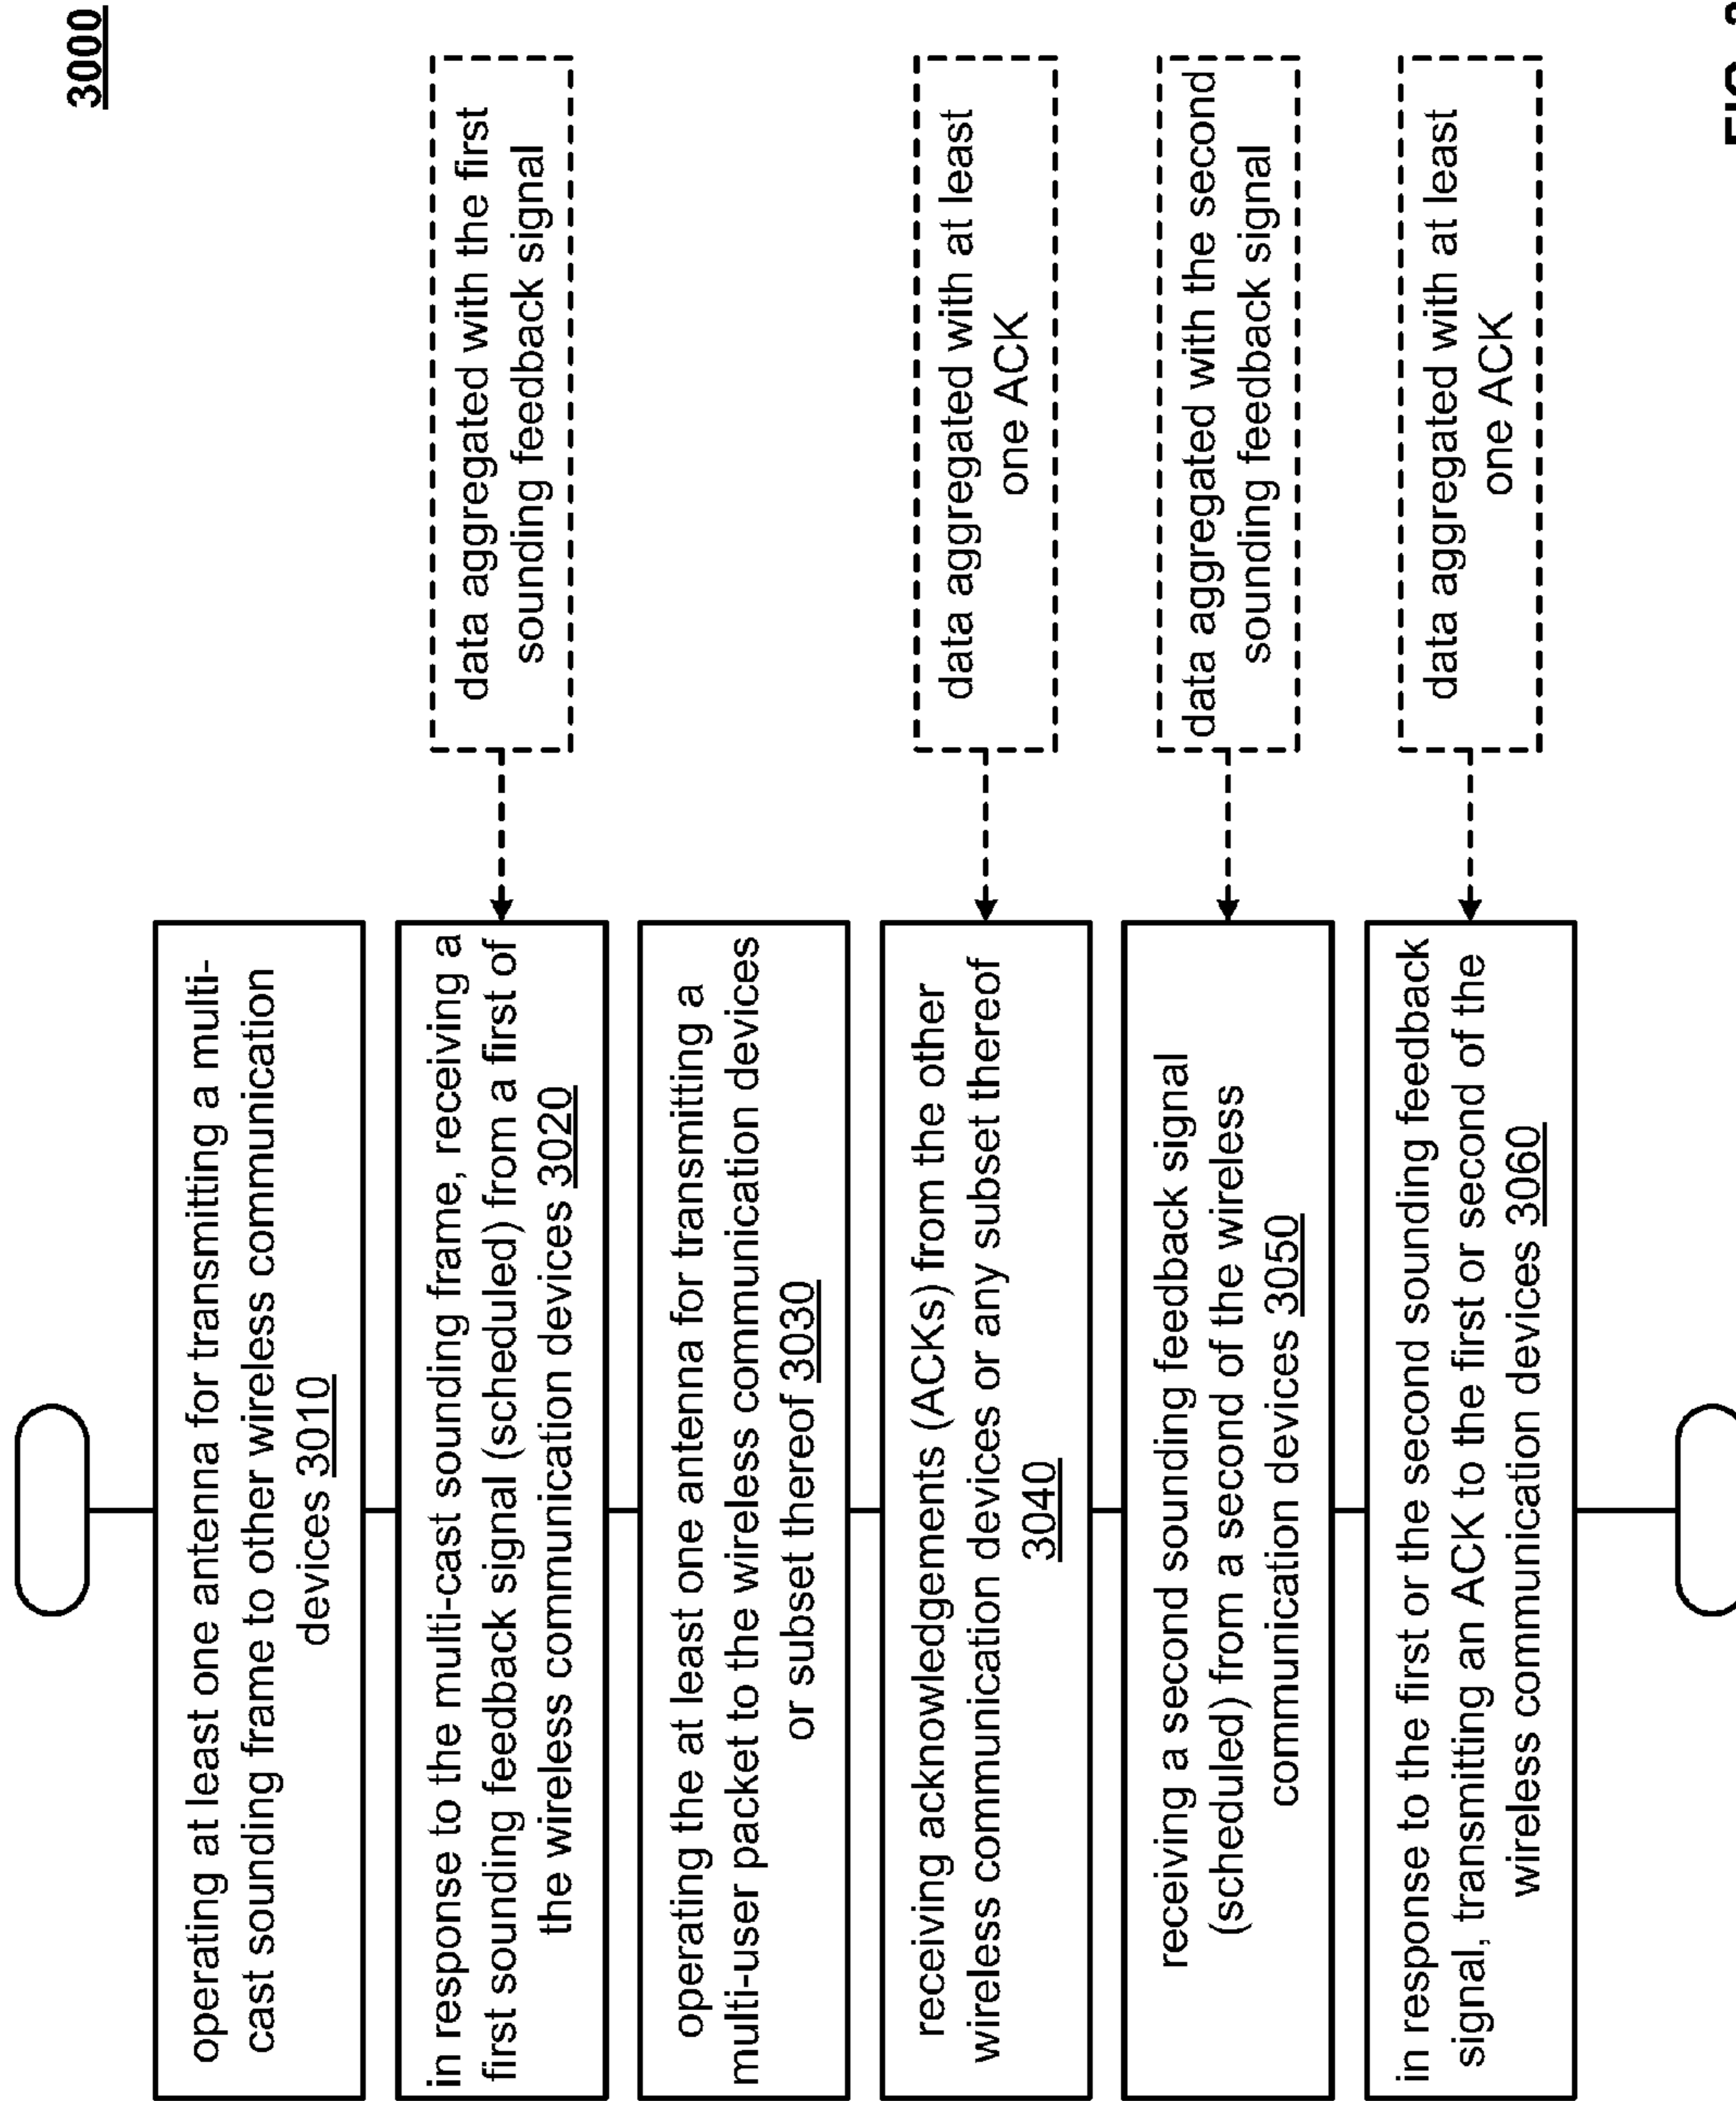 3000
operating at least one antenna for transmitting a multi-
cast sounding frame to other wireless communication
devices 3010
in response to the multi-cast sounding frame, receiving a
first sounding feedback signal (scheduled) from a first of
the wireless communication devices 3020
data aggregated with the first
sounding feedback signal
operating the at least one antenna for transmitting a
multi-user packet to the wireless communication devices
or subset thereof 3030
receiving acknowledgements (ACKs) from the other
wireless communication devices or any subset thereof
3040
data aggregated with at least
one ACK
receiving a second sounding feedback signal
(scheduled) from a second of the wireless
communication devices 3050
data aggregated with the second
sounding feedback signal
in response to the first or the second sounding feedback
signal, transmitting an ACK to the first or second of the
wireless communication devices 3060
data aggregated with at least
one ACK
FIG.